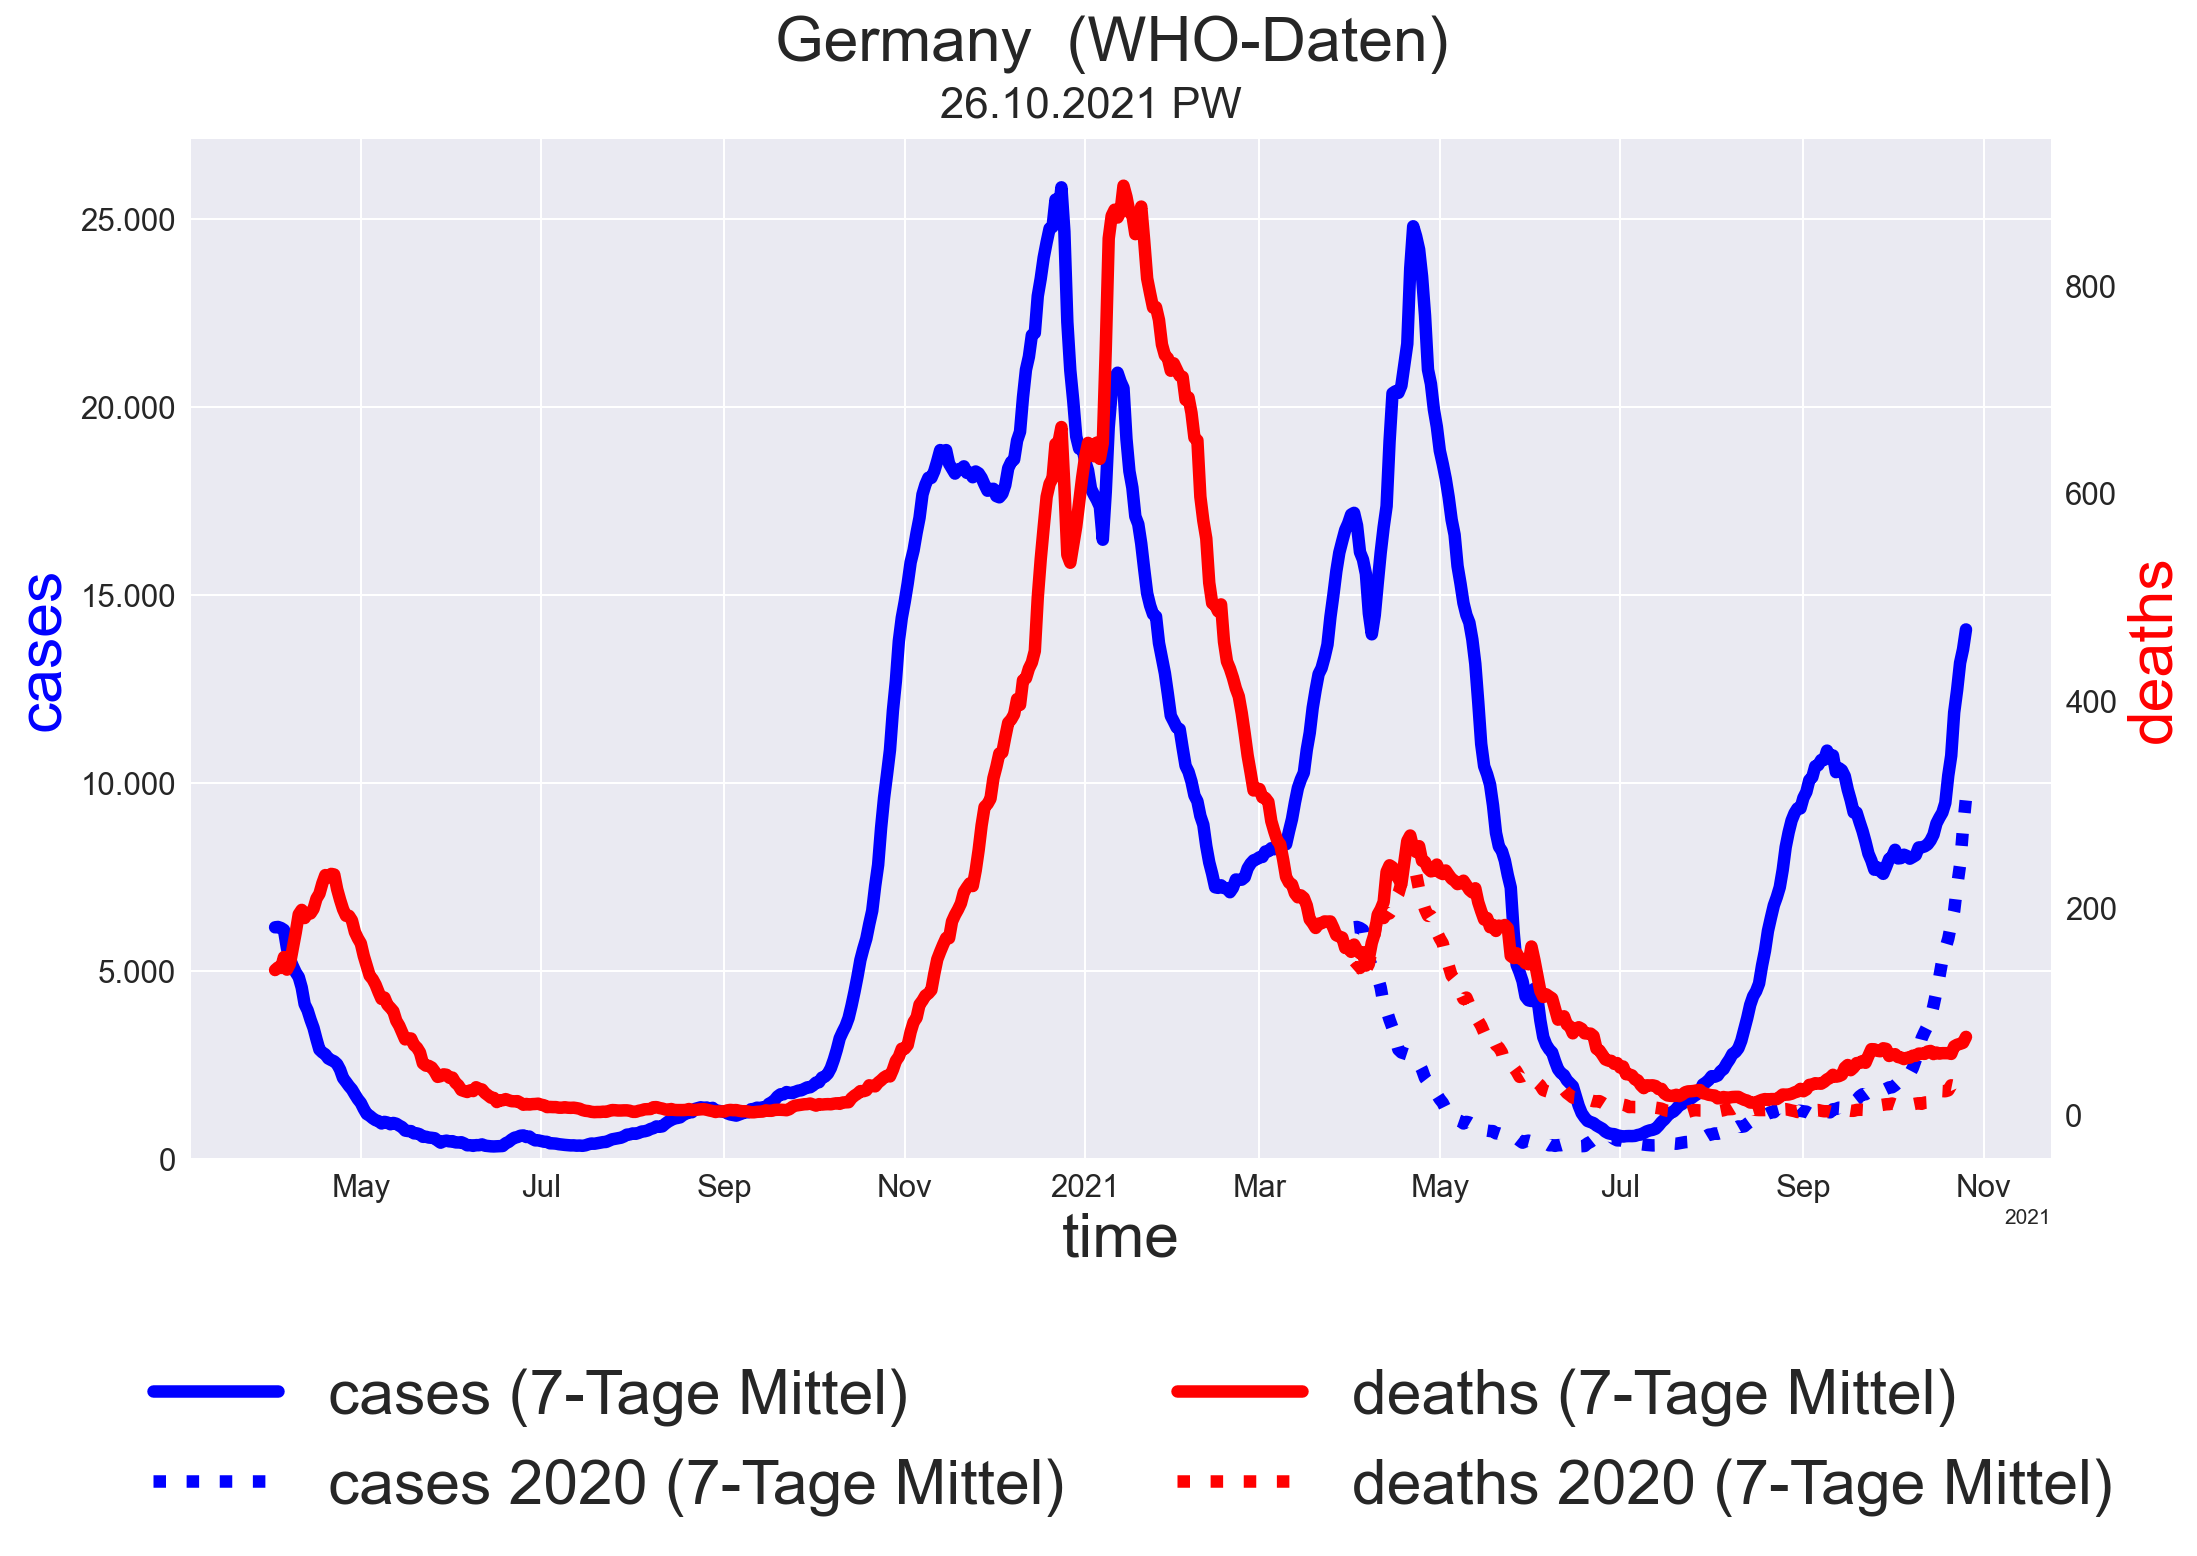 Germany  (WHO-Daten)
26.10.2021 PW
25.000
20.000
15.000
10.000
5.000
0
cases
800
600
400
200
0
deaths
May Jul Sep Nov 2021 Mar May Jul Sep Nov
2021
time
cases (7-Tage Mittel)
cases 2020 (7-Tage Mittel)
deaths (7-Tage Mittel)
deaths 2020 (7-Tage Mittel)